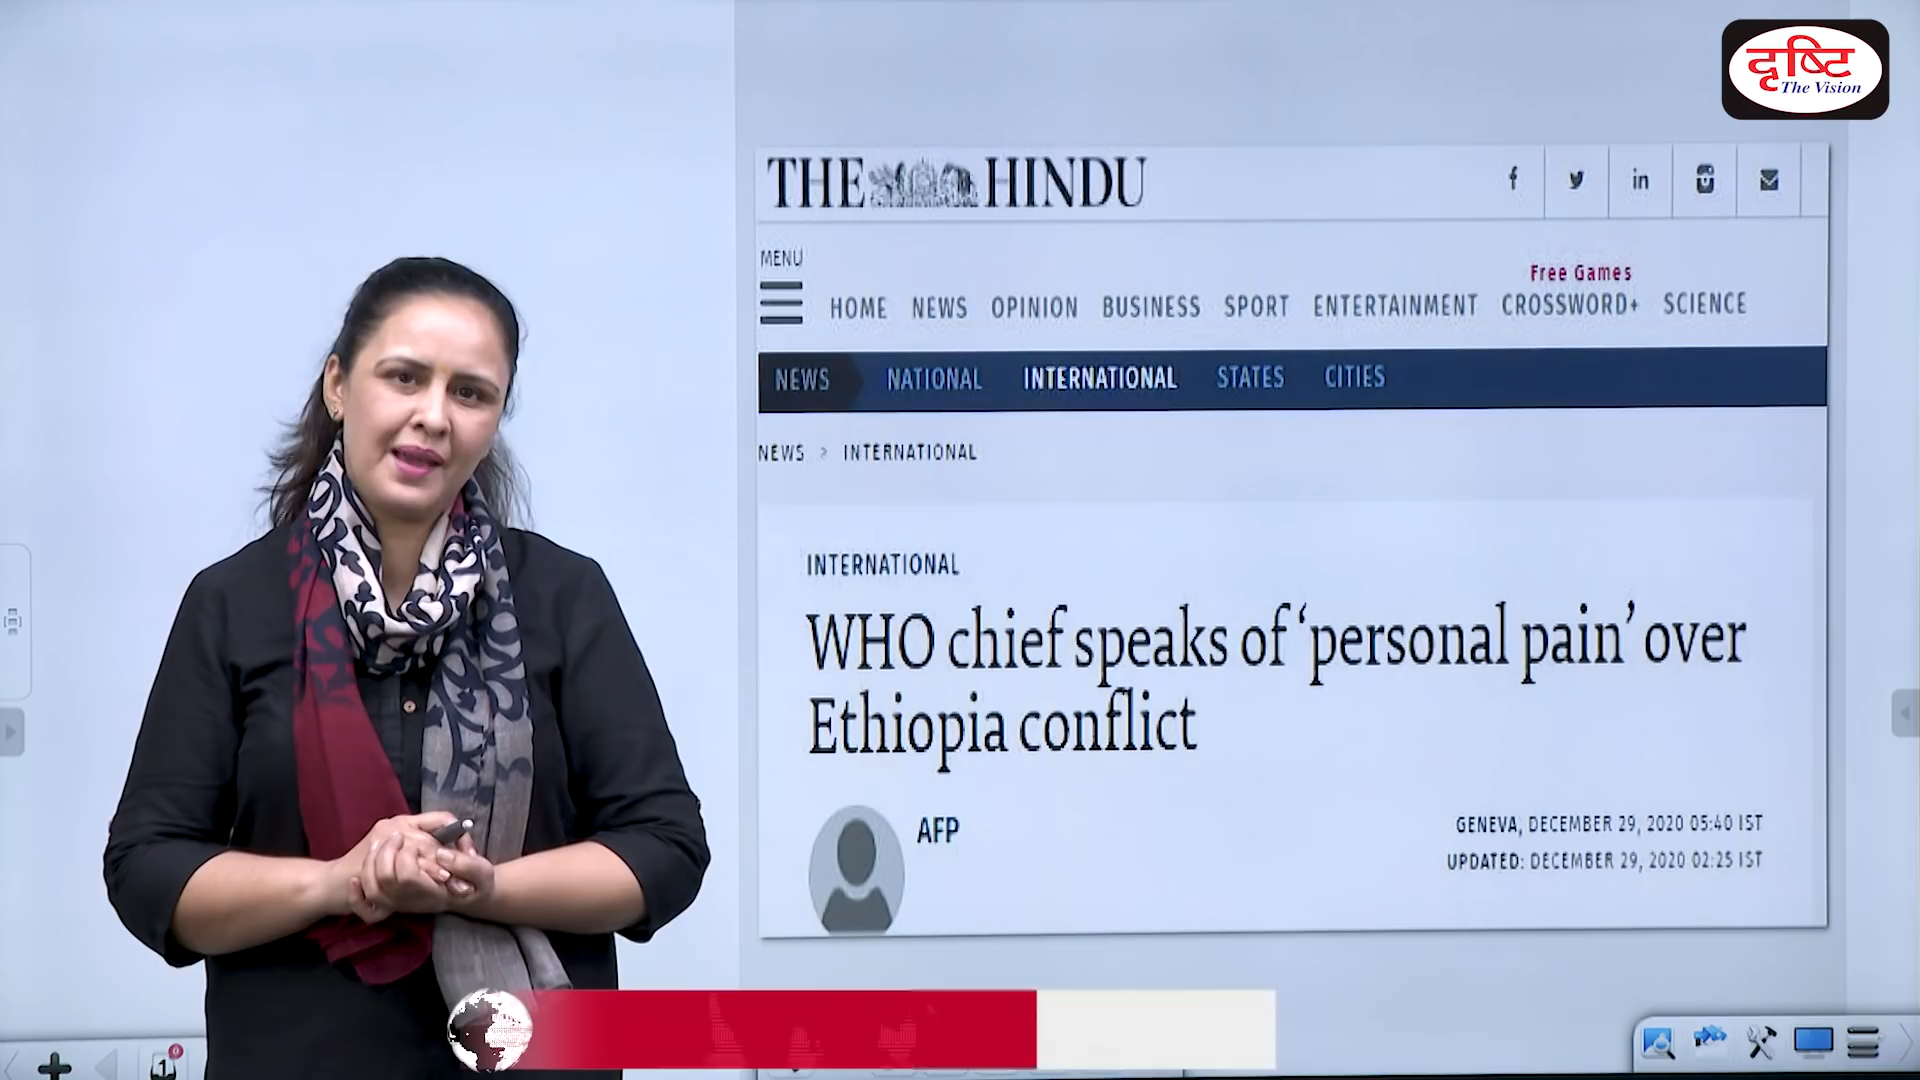 दृष्टि
The Vision
THE HINDU
MENU
Free Games
HOME NEWS OPINION BUSINESS SPORT ENTERTAINMENT CROSSWORD+ SCIENCE
NEWS NATIONAL INTERNATIONAL STATES CITIES
NEWS > INTERNATIONAL
INTERNATIONAL
WHO chief speaks of ‘personal pain’ over
Ethiopia conflict
AFP
GENEVA, DECEMBER 29, 2020 05:40 IST
UPDATED: DECEMBER 29, 2020 02:25 IST
1
0